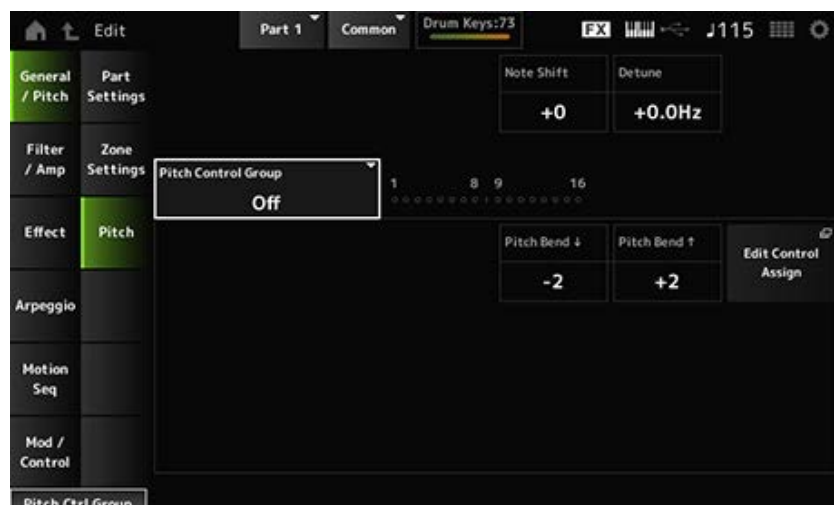 Edit
Part 1
Common
Drum Keys:73
FX
♩115
General
/ Pitch
Part
Settings
Note Shift
+0
Detune
+0.0Hz
Filter
/ Amp
Zone
Settings
Pitch Control Group
Off
1 8 9 16
Effect
Pitch
Pitch Bend ↓
-2
Pitch Bend ↑
+2
Edit Control
Assign
Arpeggio
Motion
Seq
Mod /
Control
Pitch Ctrl Group